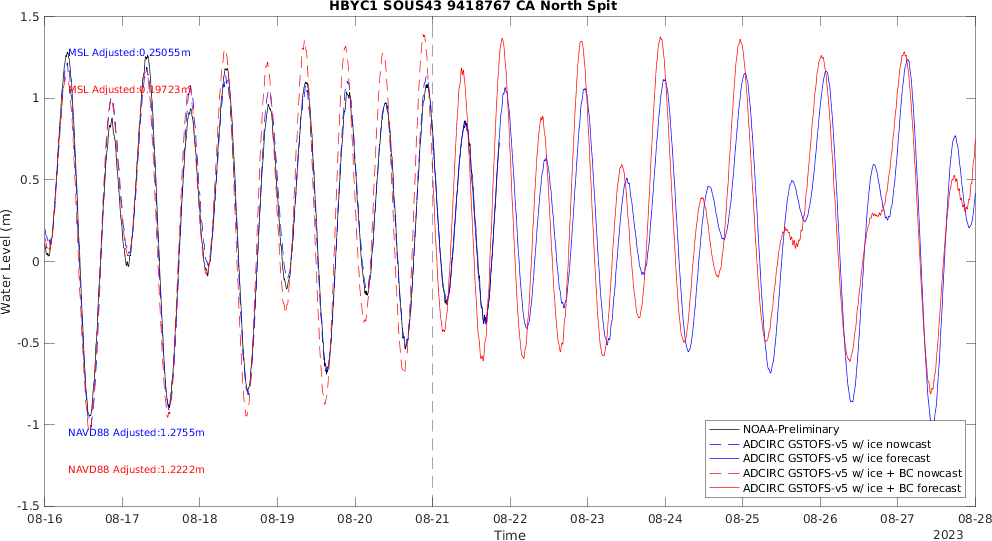 HBYC1 SOUS43 9418767 CA North Spit
1.5
1
0.5
0
-0.5
-1
-1.5
Water Level (m)
MSL Adjusted:0.25055m
MSL Adjusted:0.19723m
NAVD88 Adjusted:1.2755m
NAVD88 Adjusted:1.2222m
NOAA-Preliminary
ADCIRC GSTOFS-v5 w/ ice nowcast
ADCIRC GSTOFS-v5 w/ ice forecast
ADCIRC GSTOFS-v5 w/ ice + BC nowcast
ADCIRC GSTOFS-v5 w/ ice + BC forecast
08-16 08-17 08-18 08-19 08-20 08-21 08-22 08-23 08-24 08-25 08-26 08-27 08-28
Time
2023